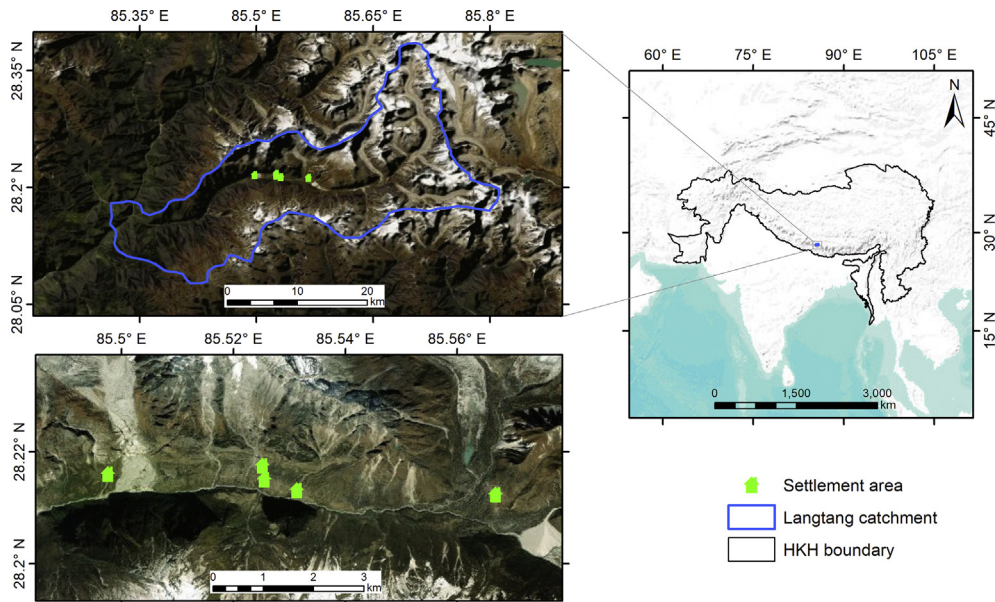 85.35° E 85.5° E 85.65° E 85.8° E
28.35° N
28.2° N
28.05° N
0 10 20
km
60° E 75° E 90° E 105° E
N
45° N
30° N
15° N
0 1,500 3,000
km
85.5° E 85.52° E 85.54° E 85.56° E
28.22° N
28.2° N
0 1 2 3
km
Settlement area
Langtang catchment
HKH boundary